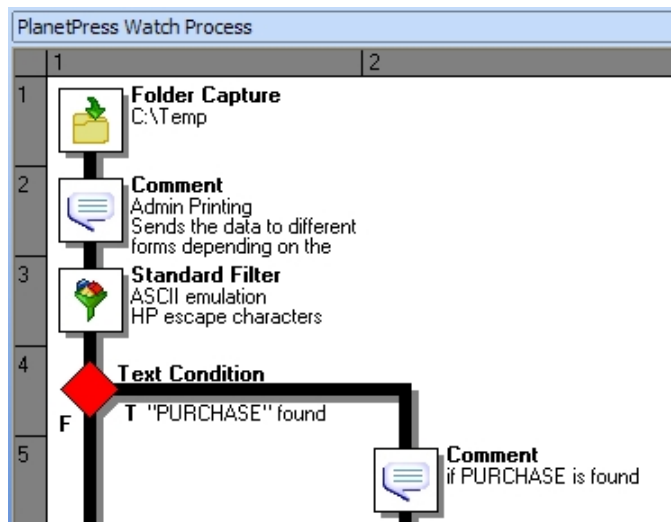 PlanetPress Watch Process
1
2
1
Folder Capture
C:\Temp
2
Comment
Admin Printing
Sends the data to different
forms depending on the
3
Standard Filter
ASCII emulation
HP escape characters
4
Text Condition
F
T "PURCHASE" found
5
Comment
if PURCHASE is found